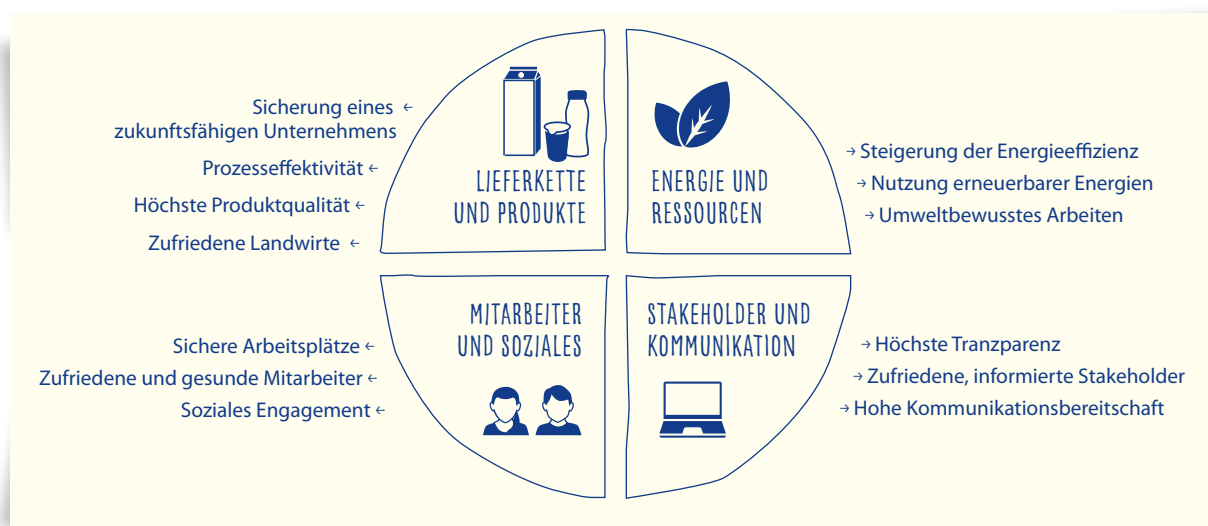 Sicherung eines ←
zukunftsfähigen Unternehmens
Prozesseffektivität ←
Höchste Produktqualität ←
Zufriedene Landwirte ←
LIEFERKETTE
UND PRODUKTE
ENERGIE UND
RESSOURCEN
→ Steigerung der Energieeffizienz
→ Nutzung erneuerbarer Energien
→ Umweltbewusstes Arbeiten
Sichere Arbeitsplätze ←
Zufriedene und gesunde Mitarbeiter ←
Soziales Engagement ←
MITARBEITER
UND SOZIALES
STAKEHOLDER UND
KOMMUNIKATION
→ Höchste Tranzparenz
→ Zufriedene, informierte Stakeholder
→ Hohe Kommunikationsbereitschaft